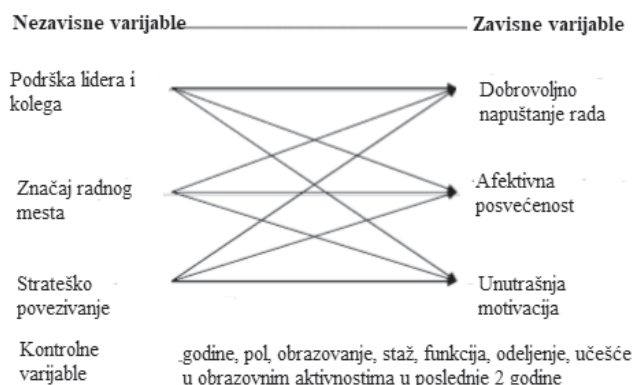 Nezavisne varijable
Zavisne varijable
Podrška lidera i
kolega
Dobrovoljno
napuštanje rada
Značaj radnog
mesta
Afektivna
posvećenost
Strateško
povezivanje
Unutrašnja
motivacija
Kontrolne
varijable
godine, pol, obrazovanje, staž, funkcija, odeljenje, učešće
u obrazovnim aktivnostima u poslednje 2 godine